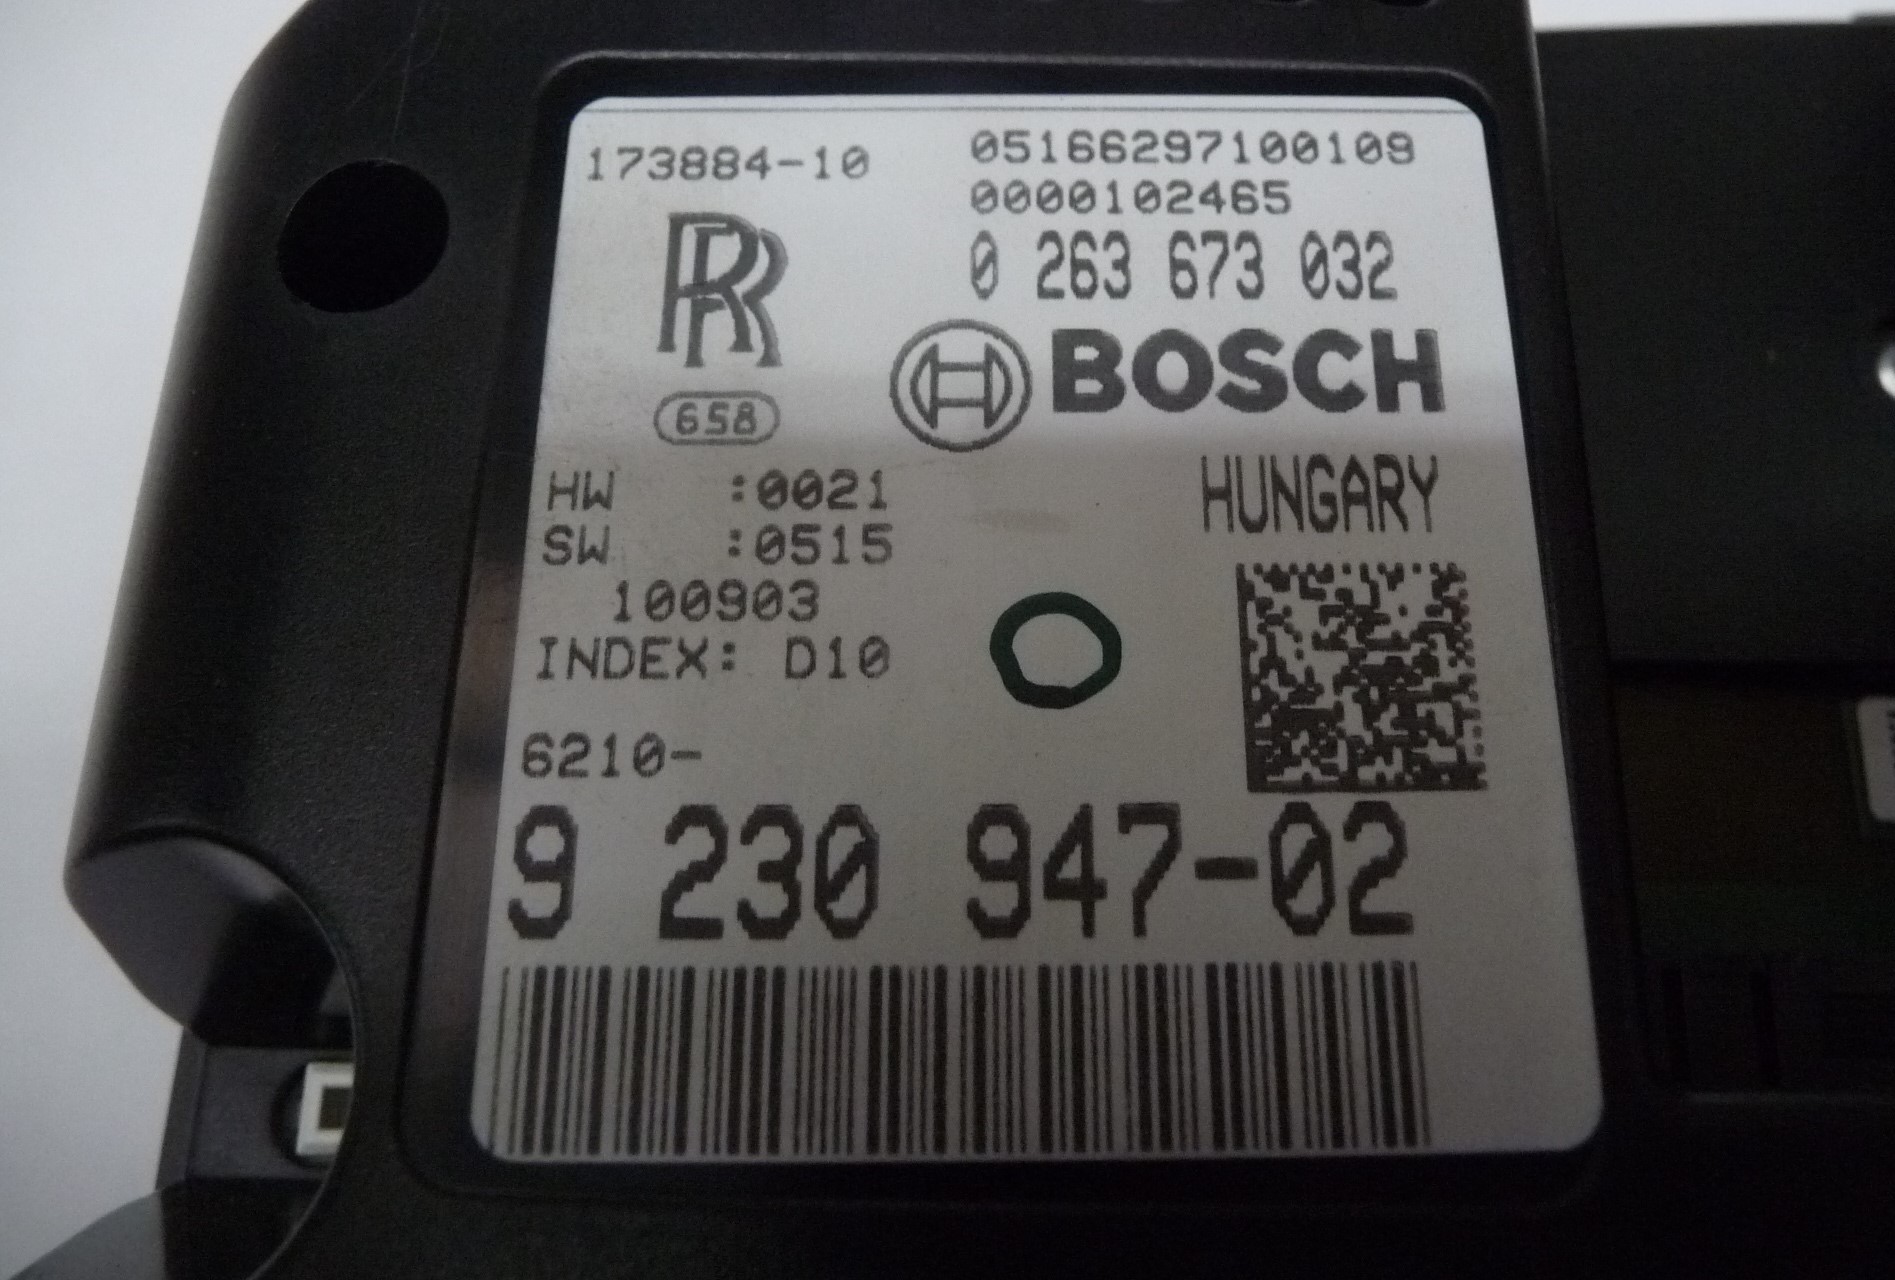 173884-10
05166297100109
0000102465
0 263 673 032
RR
BOSCH
658
HUNGARY
HW :0021
SW :0515
100903
INDEX: D10
6210-
9 230 947-02